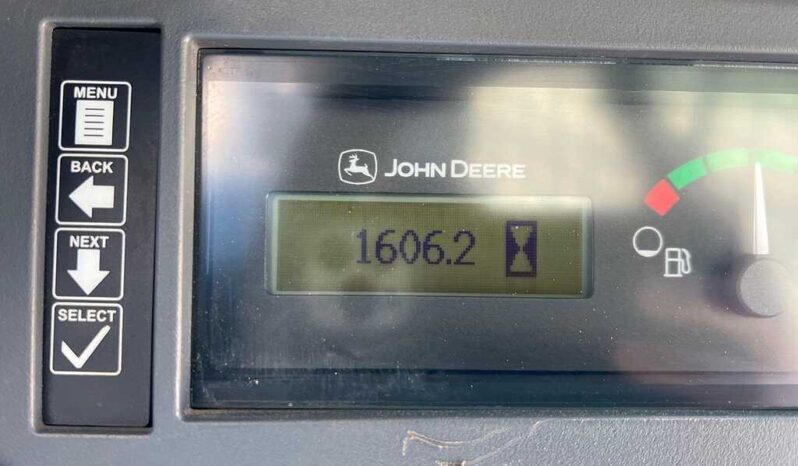 MENU
BACK
NEXT
SELECT
JOHN DEERE
1606.2